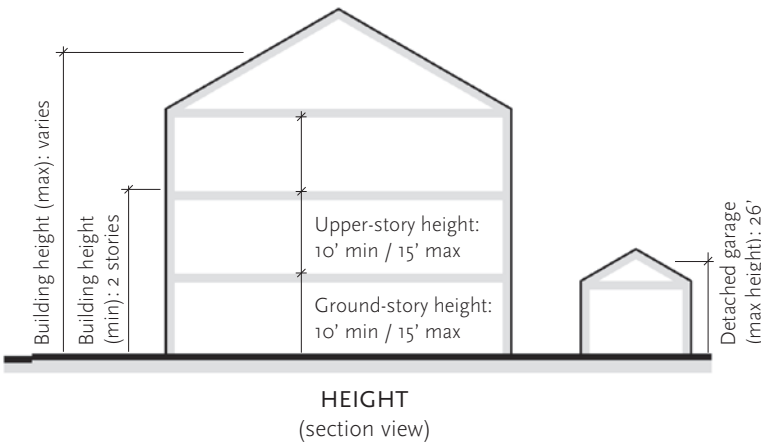 Building height (max): varies
Building height
(min): 2 stories
Upper-story height:
10' min / 15' max
Ground-story height:
10' min / 15' max
Detached garage
(max height): 26'
HEIGHT
(section view)